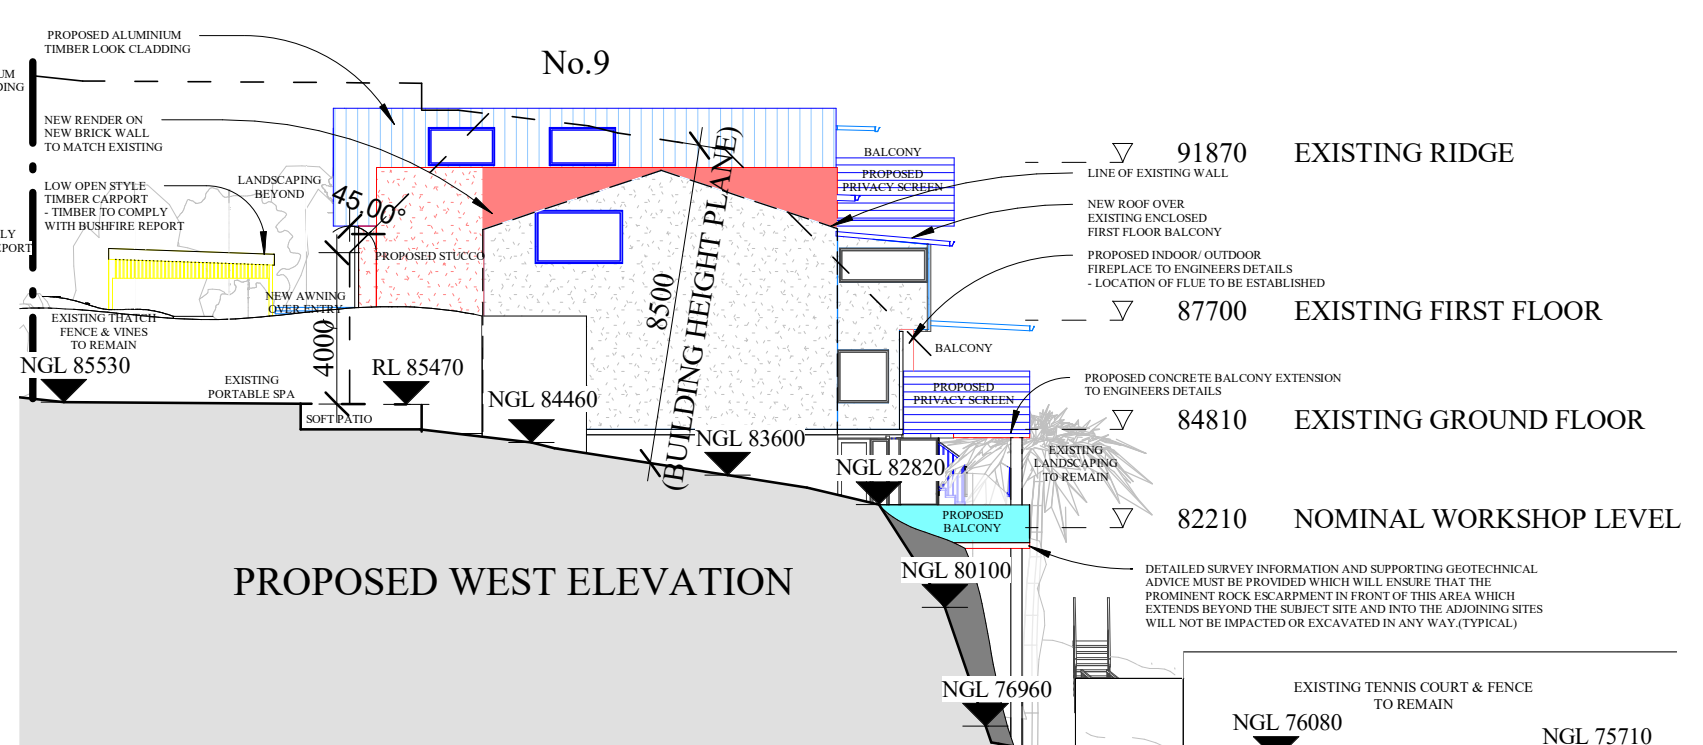 PROPOSED ALUMINIUM
TIMBER LOOK CLADDING
No.9
UM
DING
NEW RENDER ON
NEW BRICK WALL
TO MATCH EXISTING
LOW OPEN STYLE
TIMBER CARPORT
- TIMBER TO COMPLY
WITH BUSHFIRE REPORT
LANDSCAPING
BEYOND
LY
PORT
45.00°
PROPOSED STUCCO
NEW AWNING
OVER ENTRY
EXISTING THATCH
FENCE & VINES
TO REMAIN
NGL 85530
EXISTING
PORTABLE SPA
4000
RL 85470
SOFT PATIO
NGL 84460
8500
(BUILDING HEIGHT PLANE)
NGL 83600
NGL 82820
BALCONY
PROPOSED
PRIVACY SCREEN
91870 EXISTING RIDGE
LINE OF EXISTING WALL
NEW ROOF OVER
EXISTING ENCLOSED
FIRST FLOOR BALCONY
PROPOSED INDOOR/ OUTDOOR
FIREPLACE TO ENGINEERS DETAILS
- LOCATION OF FLUE TO BE ESTABLISHED
87700 EXISTING FIRST FLOOR
BALCONY
PROPOSED
PRIVACY SCREEN
PROPOSED CONCRETE BALCONY EXTENSION
TO ENGINEERS DETAILS
84810 EXISTING GROUND FLOOR
EXISTING
LANDSCAPING
TO REMAIN
PROPOSED
BALCONY
82210 NOMINAL WORKSHOP LEVEL
PROPOSED WEST ELEVATION
NGL 80100
DETAILED SURVEY INFORMATION AND SUPPORTING GEOTECHNICAL
ADVICE MUST BE PROVIDED WHICH WILL ENSURE THAT THE
PROMINENT ROCK ESCARPMENT IN FRONT OF THIS AREA WHICH
EXTENDS BEYOND THE SUBJECT SITE AND INTO THE ADJOINING SITES
WILL NOT BE IMPACTED OR EXCAVATED IN ANY WAY.(TYPICAL)
NGL 76960
EXISTING TENNIS COURT & FENCE
TO REMAIN
NGL 76080
NGL 75710